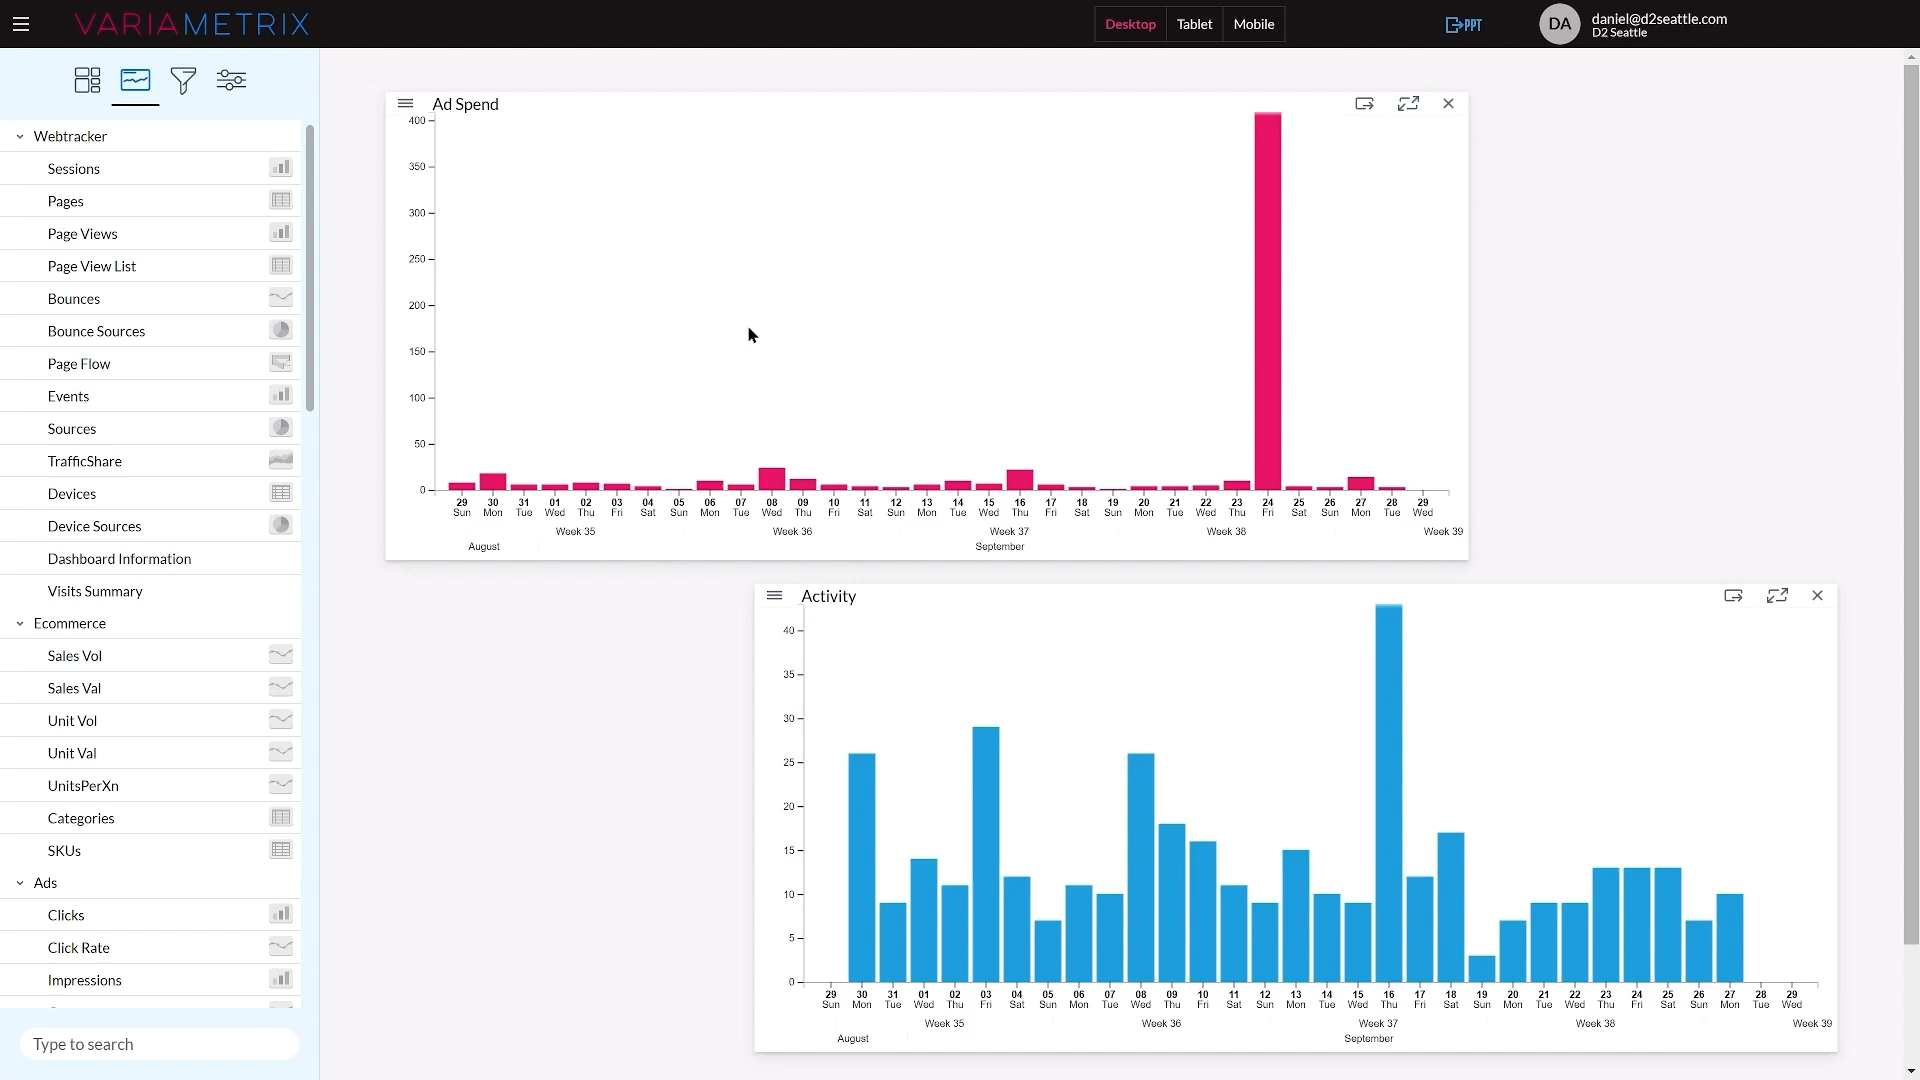 VARIAMETRIX
Desktop Tablet Mobile
PPT
DA
daniel@d2seattle.com
D2 Seattle
Webtracker
Sessions
Pages
Page Views
Page View List
Bounces
Bounce Sources
Page Flow
Events
Sources
TrafficShare
Devices
Device Sources
Dashboard Information
Visits Summary
Ecommerce
Sales Vol
Sales Val
Unit Vol
Unit Val
UnitsPerXn
Categories
SKUs
Ads
Clicks
Click Rate
Impressions
Type to search
Ad Spend
400
350
300
250
200
150
100
50
0
29 30 31 01 02 03 04 05 06 07 08 09 10 11 12 13 14 15 16 17 18 19 20 21 22 23 24 25 26 27 28 29
Sun Mon Tue Wed Thu Fri Sat Sun Mon Tue Wed Thu Fri Sat Sun Mon Tue Wed Thu Fri Sat Sun Mon Tue Wed Thu Fri Sat Sun Mon Tue Wed
Week 35 Week 36 Week 37 Week 38 Week 39
August September
Activity
40
35
30
25
20
15
10
5
0
29 30 31 01 02 03 04 05 06 07 08 09 10 11 12 13 14 15 16 17 18 19 20 21 22 23 24 25 26 27 28 29
Sun Mon Tue Wed Thu Fri Sat Sun Mon Tue Wed Thu Fri Sat Sun Mon Tue Wed Thu Fri Sat Sun Mon Tue Wed Thu Fri Sat Sun Mon Tue Wed
Week 35 Week 36 Week 37 Week 38 Week 39
August September